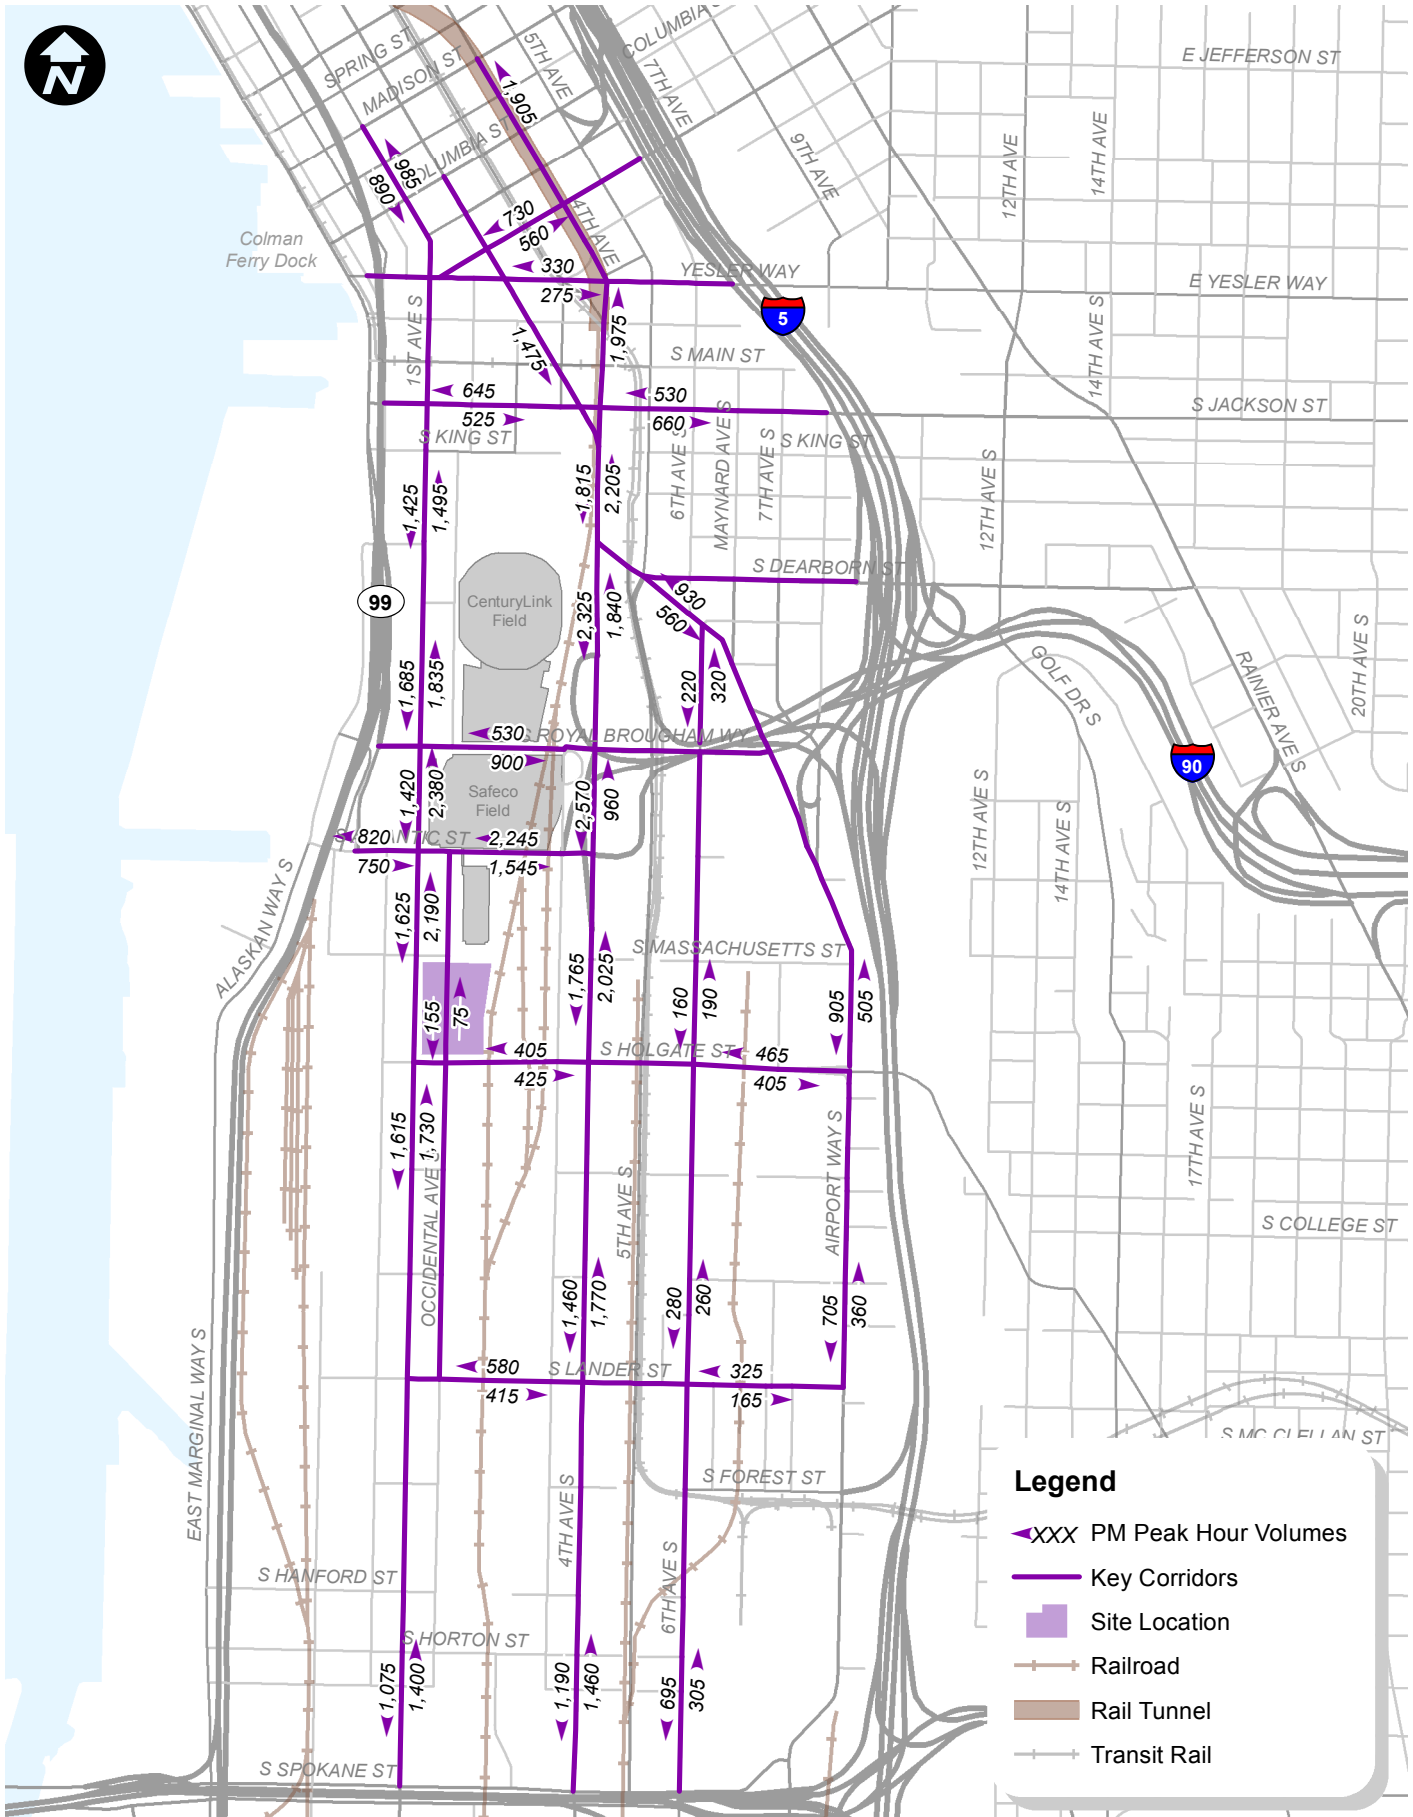 N
SPRING ST
MADISON ST
COLUMBIA ST
5TH AVE
COLUMBIA
7TH AVE
9TH AVE
4TH AVE
12TH AVE
14TH AVE
E JEFFERSON ST
1,905
985
890
730
560
Colman
Ferry Dock
330
275
YESLER WAY
E YESLER WAY
5
1ST AVE S
1,475
1,975
S MAIN ST
14TH AVE S
645
525
530
660
S JACKSON ST
S KING ST
S KING ST
6TH AVE S
MAYNARD AVE S
7TH AVE S
12TH AVE S
1,425
1,495
1,815
2,205
S DEARBORN ST
99
CenturyLink
Field
2,325
1,840
930
560
220
320
GOLF DR S
RAINIER AVE S
20TH AVE S
1,685
1,835
530
900
S ROYAL BROUGHAM WY
90
1,420
2,380
Safeco
Field
2,570
960
12TH AVE S
14TH AVE S
820
750
2,245
1,545
ALASKAN WAY S
1,625
2,190
S MASSACHUSETTS ST
1,765
2,025
160
190
905
505
155
75
405
425
S HOLGATE ST
465
405
1,615
1,730
OCCIDENTAL AVE S
5TH AVE S
AIRPORT WAY S
17TH AVE S
S COLLEGE ST
1,460
1,770
280
260
705
360
EAST MARGINAL WAY S
580
415
S LANDER ST
325
165
S MC CLELLAN ST
4TH AVE S
S FOREST ST
6TH AVE S
S HANFORD ST
S HORTON ST
1,075
1,400
1,190
1,460
695
305
S SPOKANE ST
Legend
XXX PM Peak Hour Volumes
Key Corridors
Site Location
Railroad
Rail Tunnel
Transit Rail